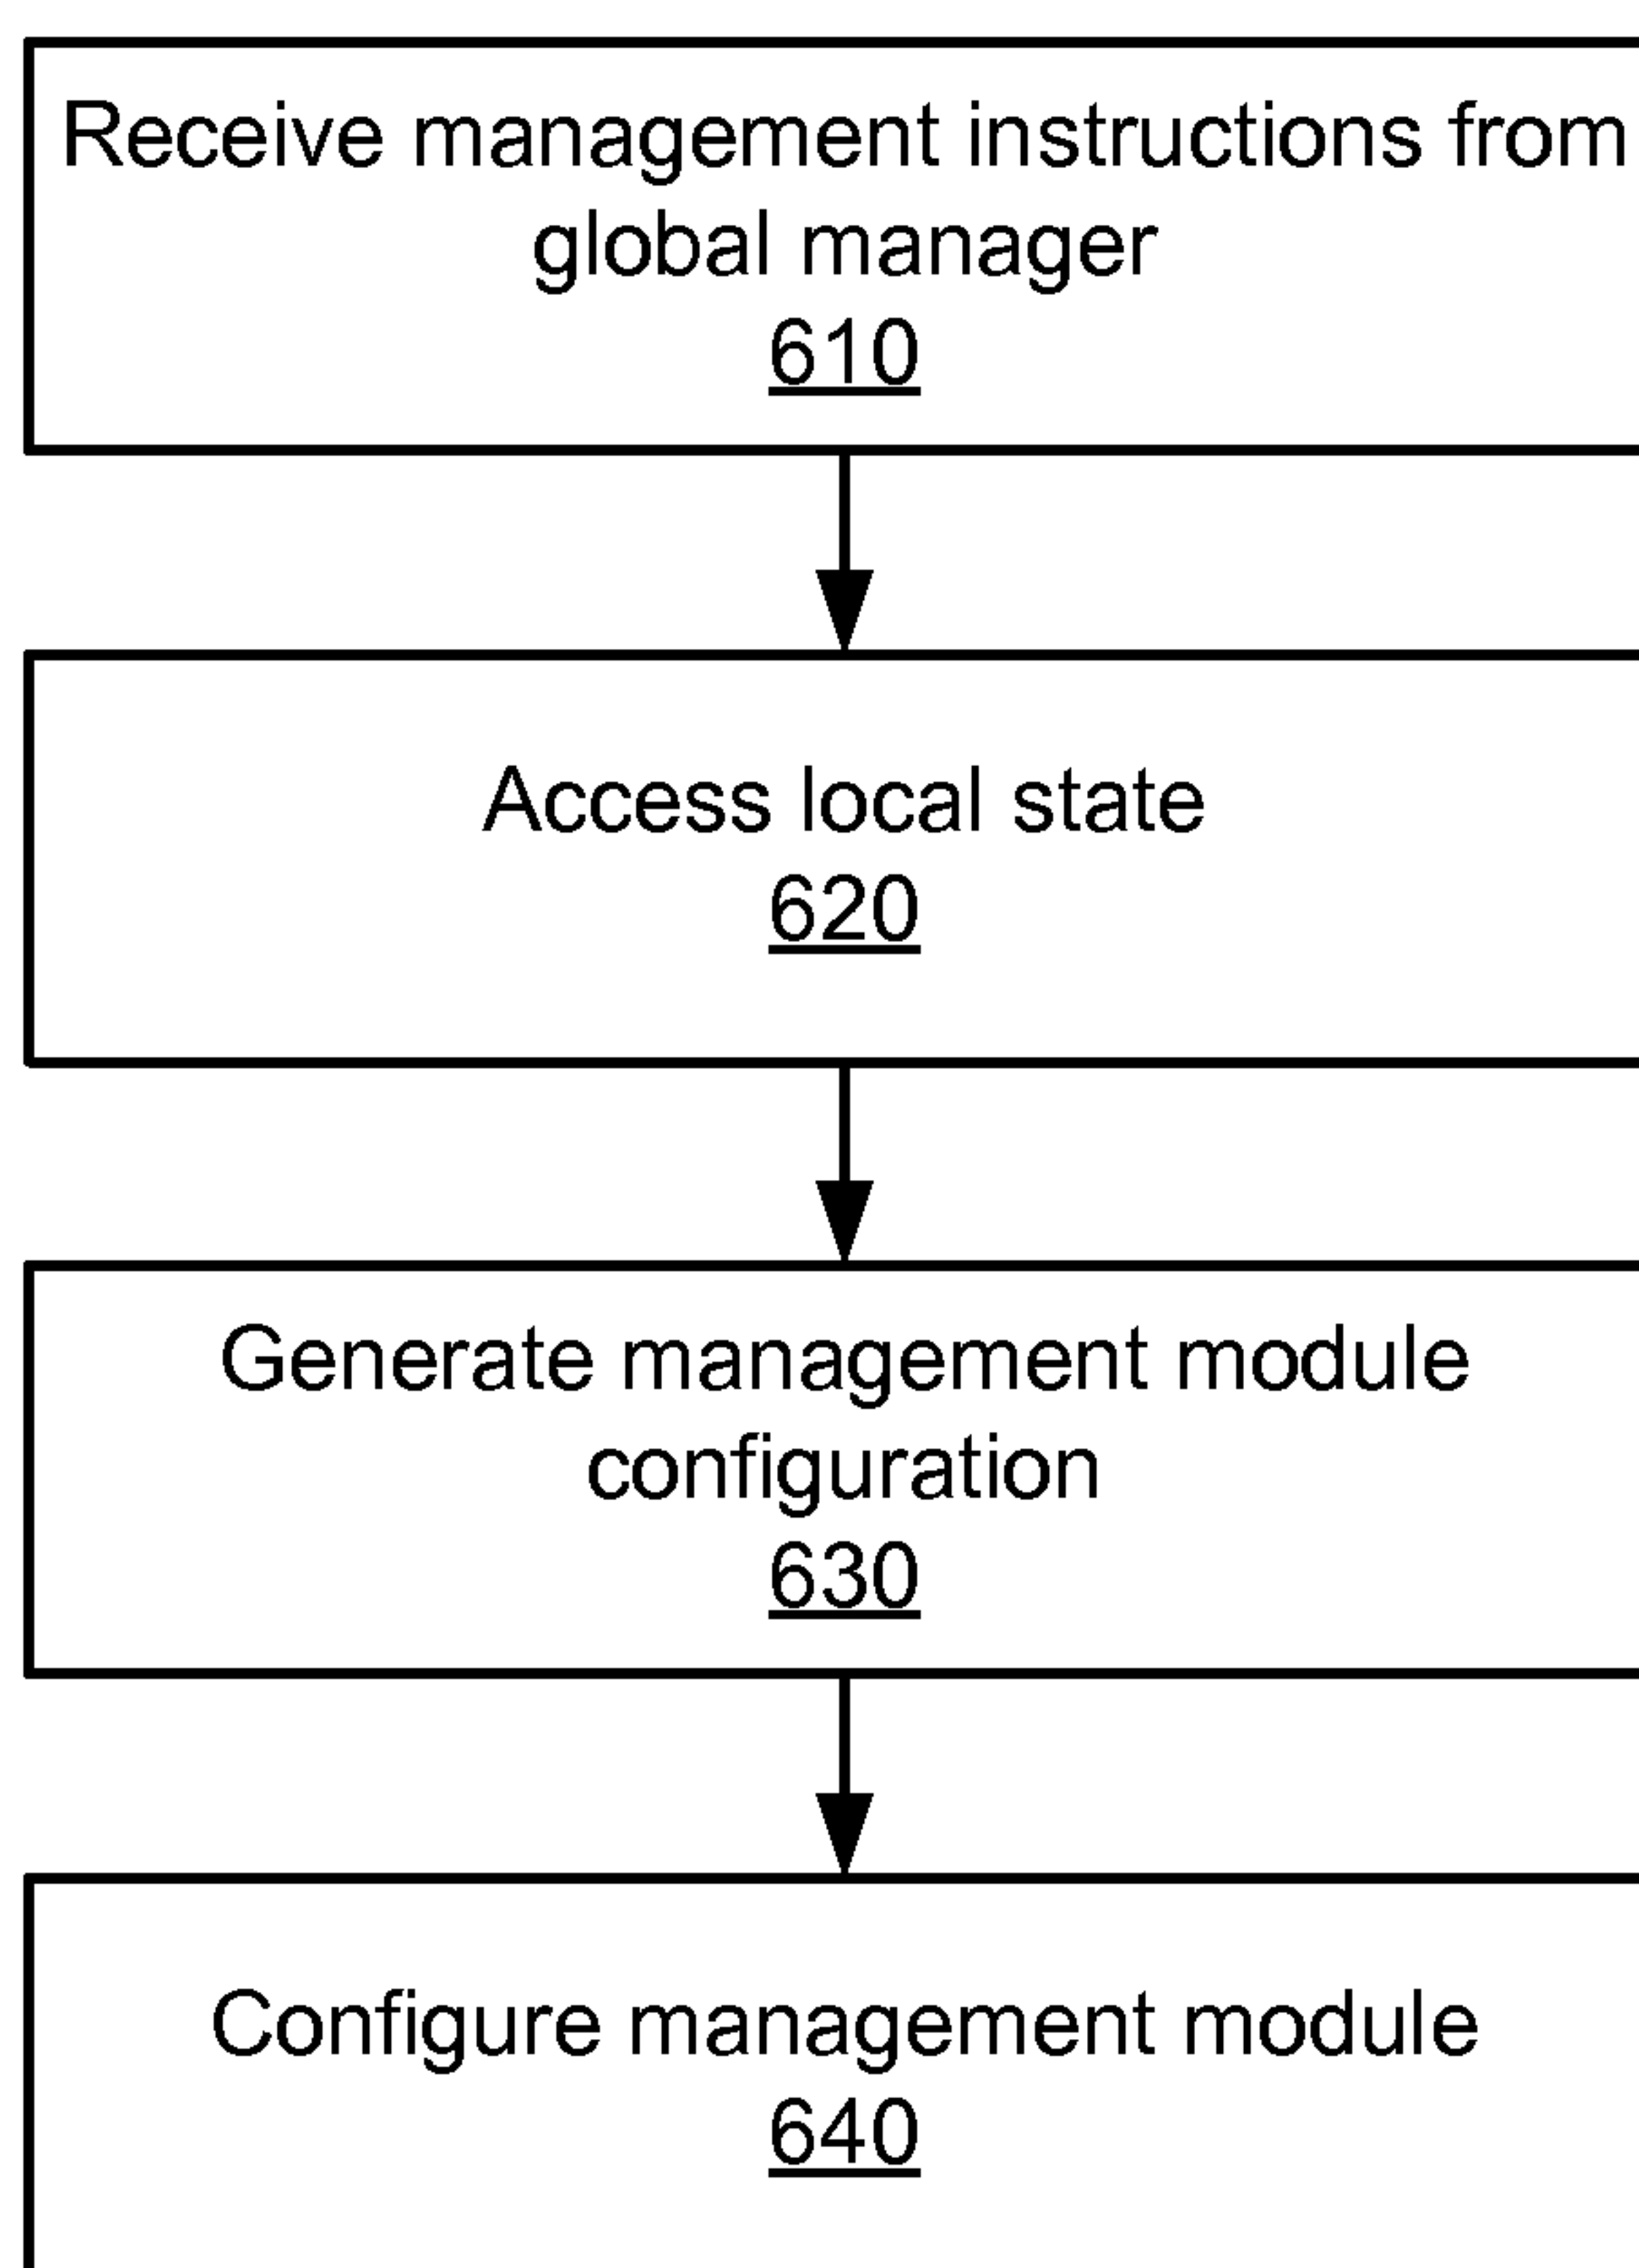 Receive management instructions from
global manager
610
Access local state
620
Generate management module
configuration
630
Configure management module
640